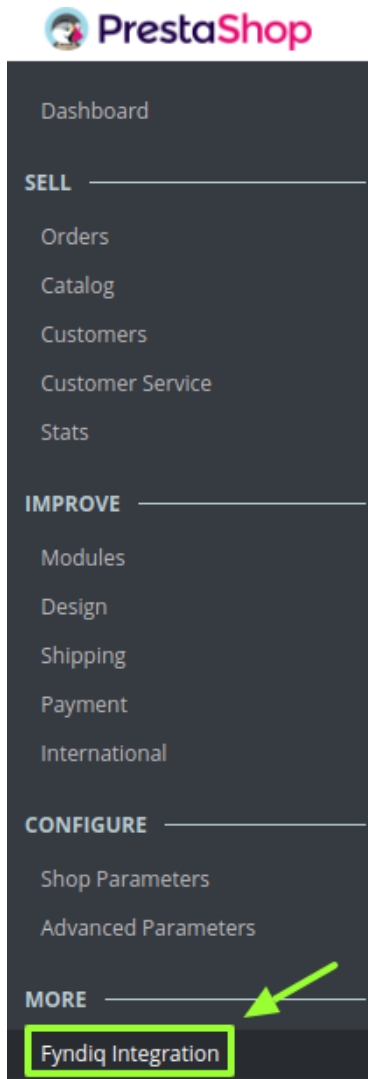 PrestaShop
Dashboard
SELL
Orders
Catalog
Customers
Customer Service
Stats
IMPROVE
Modules
Design
Shipping
Payment
International
CONFIGURE
Shop Parameters
Advanced Parameters
MORE
Fyndiq Integration